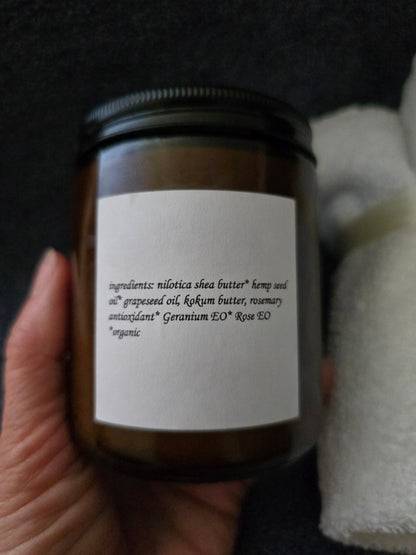 ingredients: nilotica shea butter* hemp seed
oil* grapeseed oil, kokum butter, rosemary
antioxidant* Geranium EO* Rose EO
*organic